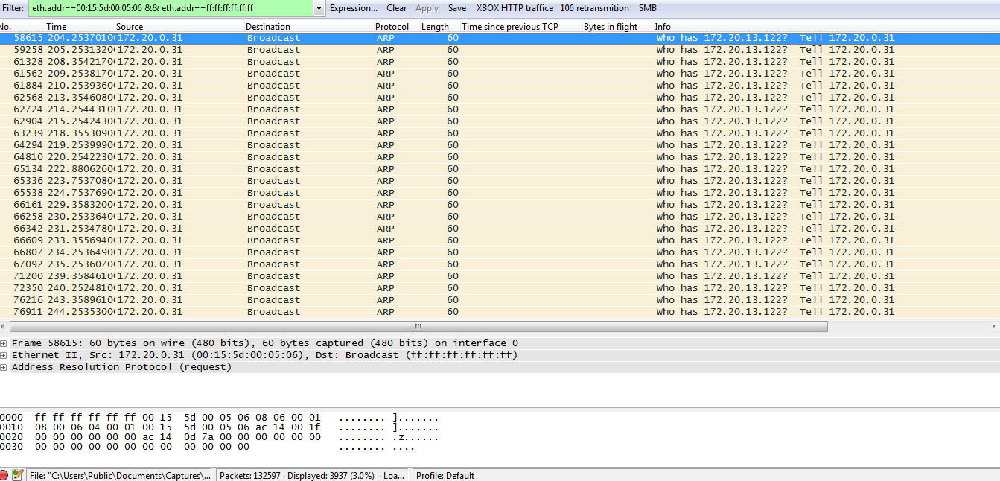 Filter: eth.addr==00:15:5d:00:05:06 && eth.addr==ff:ff:ff:ff:ff:ff Expression... Clear Apply Save XBOX HTTP traffice 106 retransmition SMB
No. Time Source Destination Protocol Length Time since previous TCP Bytes in flight Info
58615 204.2537010( 172.20.0.31 Broadcast ARP 60 Who has 172.20.13.122? Tell 172.20.0.31
59258 205.2531320( 172.20.0.31 Broadcast ARP 60 Who has 172.20.13.122? Tell 172.20.0.31
61328 208.3542170( 172.20.0.31 Broadcast ARP 60 Who has 172.20.13.122? Tell 172.20.0.31
61562 209.2538170( 172.20.0.31 Broadcast ARP 60 Who has 172.20.13.122? Tell 172.20.0.31
61884 210.2539360( 172.20.0.31 Broadcast ARP 60 Who has 172.20.13.122? Tell 172.20.0.31
62568 213.3546080( 172.20.0.31 Broadcast ARP 60 Who has 172.20.13.122? Tell 172.20.0.31
62724 214.2544310( 172.20.0.31 Broadcast ARP 60 Who has 172.20.13.122? Tell 172.20.0.31
62904 215.2542430( 172.20.0.31 Broadcast ARP 60 Who has 172.20.13.122? Tell 172.20.0.31
63239 218.3553090( 172.20.0.31 Broadcast ARP 60 Who has 172.20.13.122? Tell 172.20.0.31
64294 219.2539990( 172.20.0.31 Broadcast ARP 60 Who has 172.20.13.122? Tell 172.20.0.31
64810 220.2542230( 172.20.0.31 Broadcast ARP 60 Who has 172.20.13.122? Tell 172.20.0.31
65134 222.8806260( 172.20.0.31 Broadcast ARP 60 Who has 172.20.13.122? Tell 172.20.0.31
65336 223.7537080( 172.20.0.31 Broadcast ARP 60 Who has 172.20.13.122? Tell 172.20.0.31
65538 224.7537690( 172.20.0.31 Broadcast ARP 60 Who has 172.20.13.122? Tell 172.20.0.31
66161 229.3583200( 172.20.0.31 Broadcast ARP 60 Who has 172.20.13.122? Tell 172.20.0.31
66258 230.2533640( 172.20.0.31 Broadcast ARP 60 Who has 172.20.13.122? Tell 172.20.0.31
66342 231.2534780( 172.20.0.31 Broadcast ARP 60 Who has 172.20.13.122? Tell 172.20.0.31
66609 233.3556940( 172.20.0.31 Broadcast ARP 60 Who has 172.20.13.122? Tell 172.20.0.31
66807 234.2536490( 172.20.0.31 Broadcast ARP 60 Who has 172.20.13.122? Tell 172.20.0.31
67092 235.2536070( 172.20.0.31 Broadcast ARP 60 Who has 172.20.13.122? Tell 172.20.0.31
71200 239.3584610( 172.20.0.31 Broadcast ARP 60 Who has 172.20.13.122? Tell 172.20.0.31
72350 240.2524810( 172.20.0.31 Broadcast ARP 60 Who has 172.20.13.122? Tell 172.20.0.31
76216 243.3589610( 172.20.0.31 Broadcast ARP 60 Who has 172.20.13.122? Tell 172.20.0.31
76911 244.2535300( 172.20.0.31 Broadcast ARP 60 Who has 172.20.13.122? Tell 172.20.0.31
Frame 58615: 60 bytes on wire (480 bits), 60 bytes captured (480 bits) on interface 0
Ethernet II, Src: 172.20.0.31 (00:15:5d:00:05:06), Dst: Broadcast (ff:ff:ff:ff:ff:ff)
Address Resolution Protocol (request)
0000 ff ff ff ff ff ff 00 15 5d 00 05 06 08 06 00 01 ........ ].......
0010 08 00 06 04 00 01 00 15 5d 00 05 06 ac 14 00 1f ........ ].......
0020 00 00 00 00 00 00 ac 14 0d 7a 00 00 00 00 00 00 ........ .z......
0030 00 00 00 00 00 00 00 00 00 00 00 00 ........ ....
File: "C:\Users\Public\Documents\Captures\... Packets: 132597 · Displayed: 3937 (3.0%) · Loa... Profile: Default